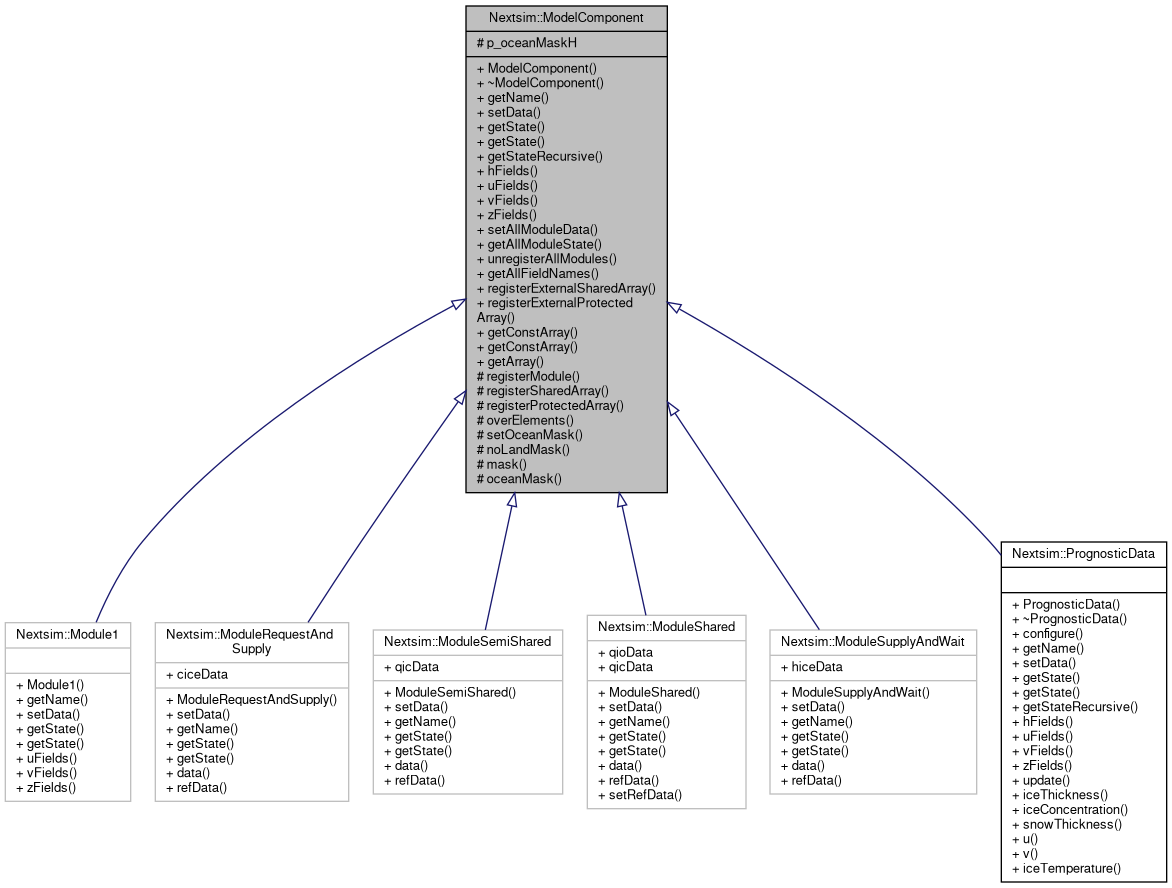 Nextsim::ModelComponent
# p_oceanMaskH
+ ModelComponent()
+ ~ModelComponent()
+ getName()
+ setData()
+ getState()
+ getState()
+ getStateRecursive()
+ hFields()
+ uFields()
+ vFields()
+ zFields()
+ setAllModuleData()
+ getAllModuleState()
+ unregisterAllModules()
+ getAllFieldNames()
+ registerExternalSharedArray()
+ registerExternalProtected
Array()
+ getConstArray()
+ getConstArray()
+ getArray()
# registerModule()
# registerSharedArray()
# registerProtectedArray()
# overElements()
# setOceanMask()
# noLandMask()
# mask()
# oceanMask()
Nextsim::Module1
+ Module1()
+ getName()
+ setData()
+ getState()
+ getState()
+ uFields()
+ vFields()
+ zFields()
Nextsim::ModuleRequestAnd
Supply
+ ciceData
+ ModuleRequestAndSupply()
+ setData()
+ getName()
+ getState()
+ getState()
+ data()
+ refData()
Nextsim::ModuleSemiShared
+ qicData
+ ModuleSemiShared()
+ setData()
+ getName()
+ getState()
+ getState()
+ data()
+ refData()
Nextsim::ModuleShared
+ qioData
+ qicData
+ ModuleShared()
+ setData()
+ getName()
+ getState()
+ getState()
+ data()
+ refData()
+ setRefData()
Nextsim::ModuleSupplyAndWait
+ hiceData
+ ModuleSupplyAndWait()
+ setData()
+ getName()
+ getState()
+ getState()
+ data()
+ refData()
Nextsim::PrognosticData
+ PrognosticData()
+ ~PrognosticData()
+ configure()
+ getName()
+ setData()
+ getState()
+ getState()
+ getStateRecursive()
+ hFields()
+ uFields()
+ vFields()
+ zFields()
+ update()
+ iceThickness()
+ iceConcentration()
+ snowThickness()
+ u()
+ v()
+ iceTemperature()